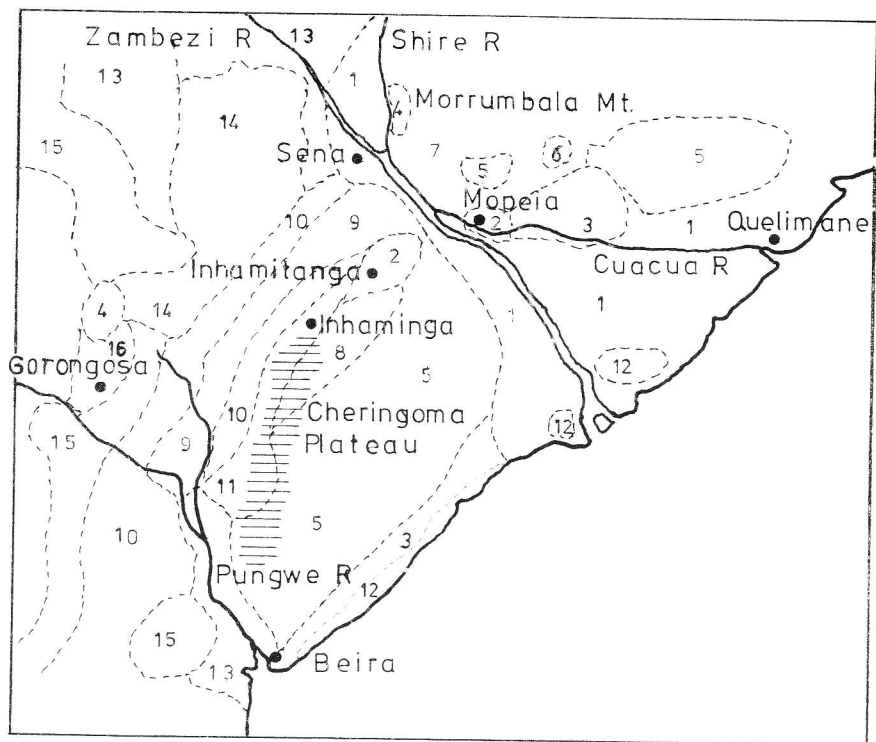 13
Zambezi R
13
Shire R
1
4
Morrumbala Mt.
14
15
7
6
5
Sena
5
Mopeia
2
3
1
Quelimane
10
9
Cuacua R
Inhamitanga
2
4
14
1
1
Inhaminga
16
8
12
Gorongosa
5
10
Cheringoma
Plateau
12
15
9
11
10
5
3
Pungwe R
12
15
13
Beira